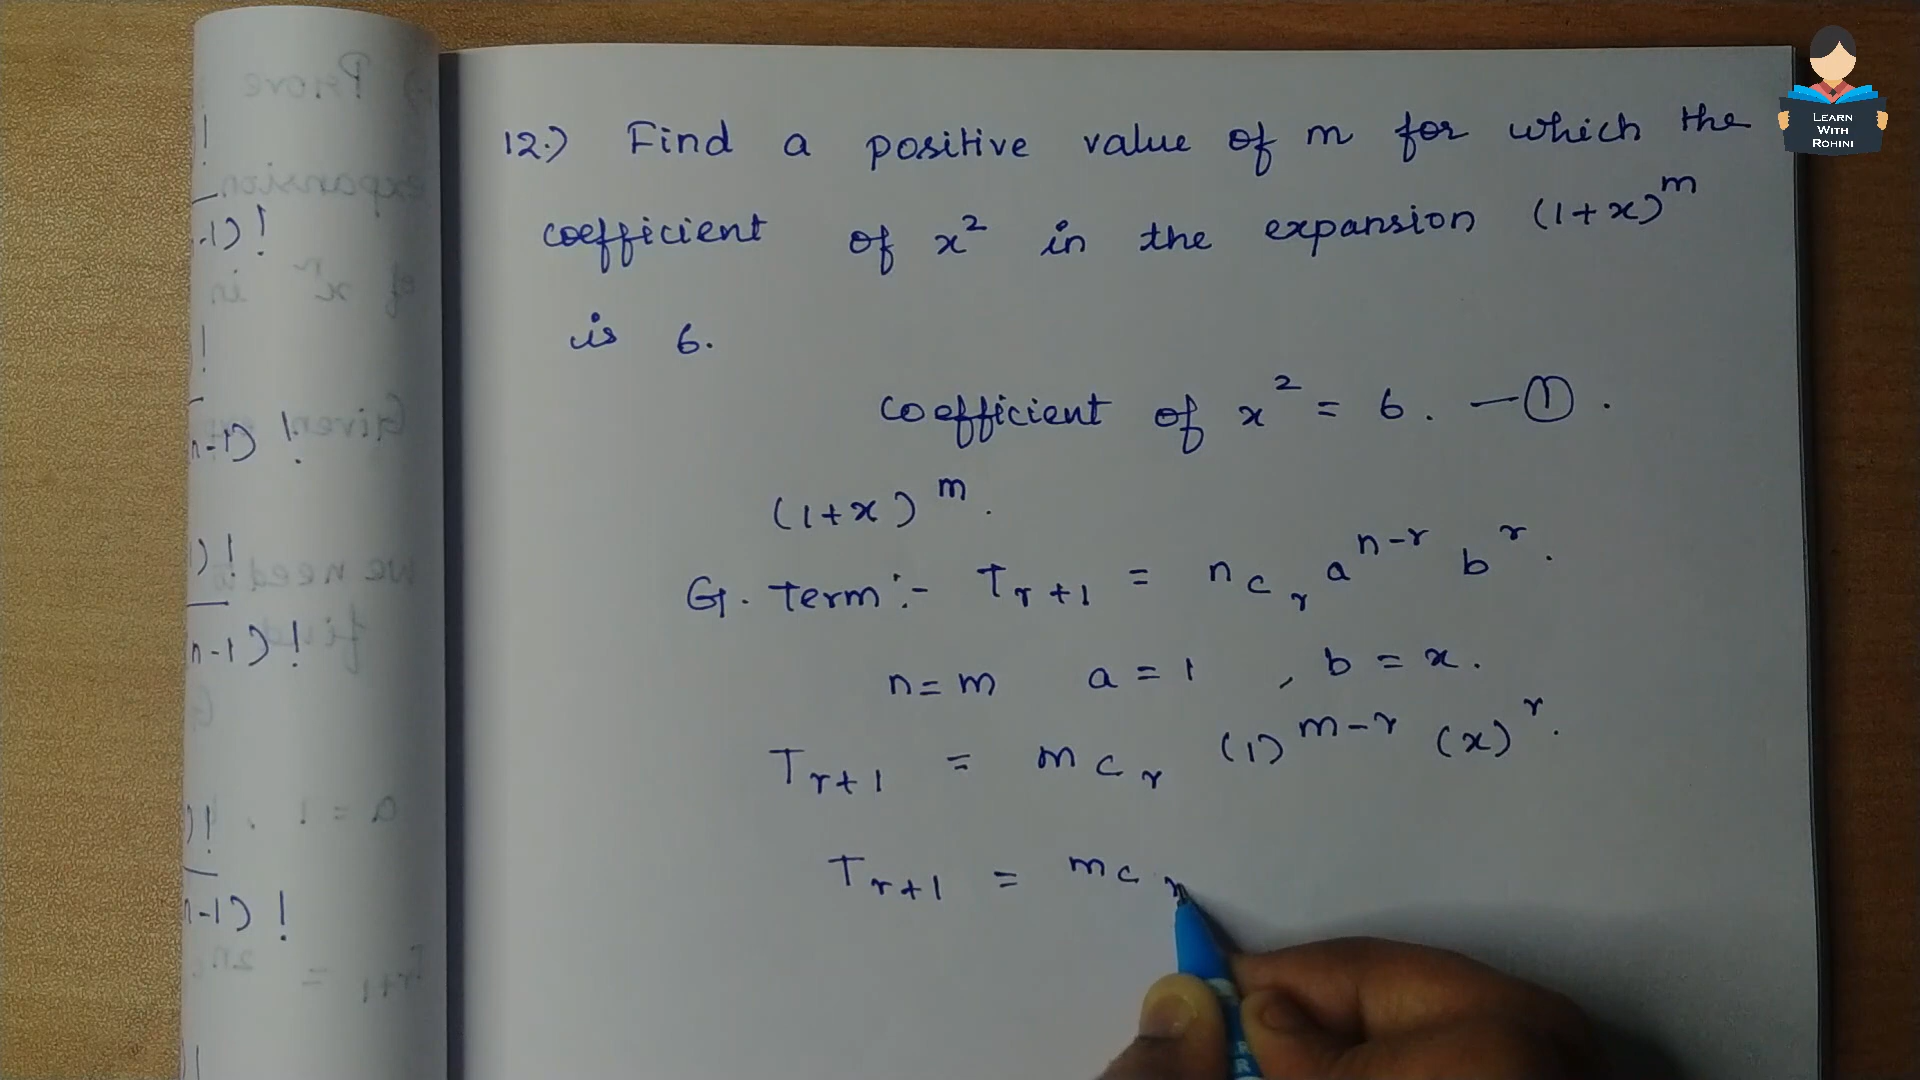 12.) Find a positive value of m for which the
coefficient of x² in the expansion (1+x)^m
is 6.
coefficient of x² = 6. —①.
(1+x)^m.
G. Term:- T_{r+1} = nC_r a^{n-r} b^r.
n=m a=1, b=x.
T_{r+1} = mC_r (1)^{m-r} (x)^r.
T_{r+1} = mC_r
LEARN
WITH
ROHINI